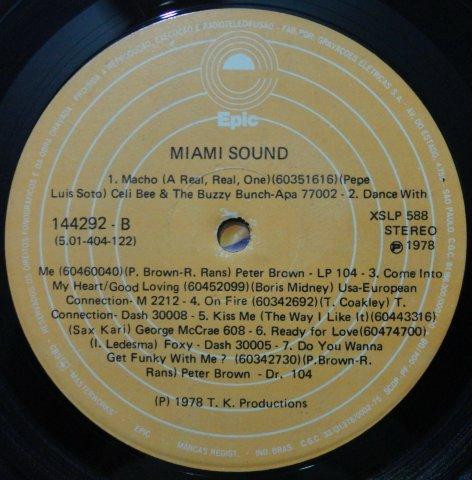 Epic
MIAMI SOUND
1. Macho (A Real, Real, One) (60351616) (Pepe
Luis Soto) Celi Bee & The Buzzy Bunch-Apa 77002 - 2. Dance With
144292 - B
(5.01-404-122)
XSLP 588
STEREO
Ⓟ 1978
Me (60460040) (P. Brown-R. Rans) Peter Brown - LP 104 - 3. Come Into
My Heart/Good Loving (60452099) (Boris Midney) Usa-European
Connection- M 2212 - 4. On Fire (60342692) (T. Coakley) T.
Connection- Dash 30008 - 5. Kiss Me (The Way I Like It) (60443316)
(Sax Kari) George McCrae 608 - 6. Ready for Love (60474700)
(I. Ledesma) Foxy - Dash 30005 - 7. Do You Wanna
Get Funky With Me ? (60342730) (P.Brown-R.
Rans) Peter Brown - Dr. 104
(P) 1978 T. K. Productions
EPIC
MARCAS REGIST. - IND. BRAS.